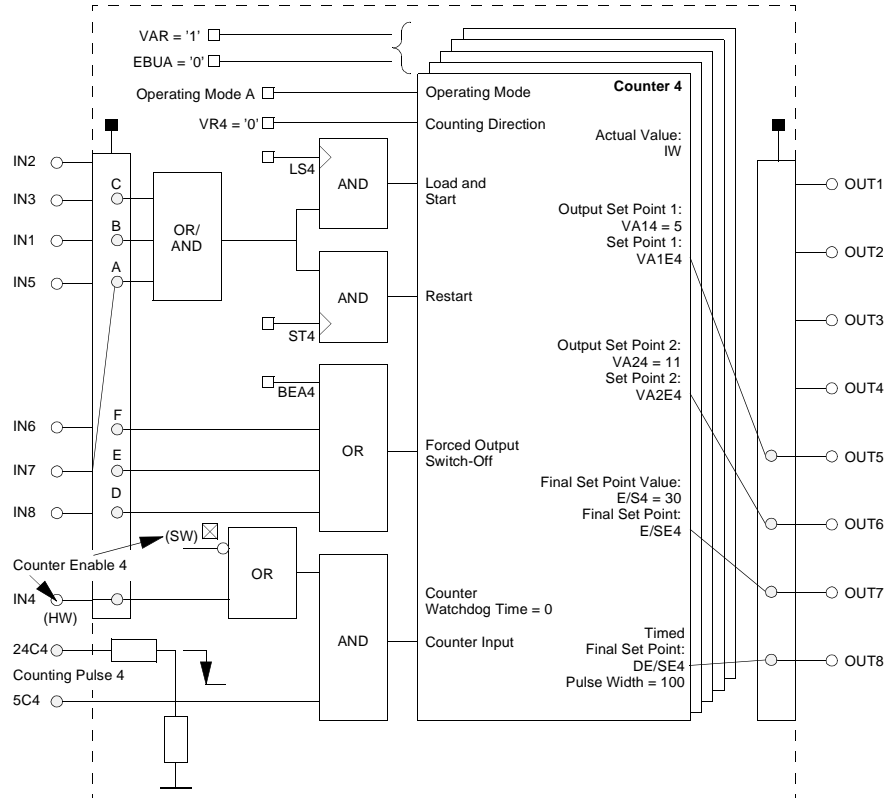 VAR = '1'
EBUA = '0'
Operating Mode A
VR4 = '0'
IN2
IN3
IN1
IN5
IN6
IN7
IN8
Counter Enable 4
IN4
(HW)
24C4
Counting Pulse 4
5C4
C
B
A
F
E
D
(SW)
OR/
AND
LS4
AND
AND
ST4
BEA4
OR
OR
AND
Counter 4
Operating Mode
Counting Direction
Actual Value:
IW
Load and
Start
Output Set Point 1:
VA14 = 5
Set Point 1:
VA1E4
Restart
Output Set Point 2:
VA24 = 11
Set Point 2:
VA2E4
Forced Output
Switch-Off
Final Set Point Value:
E/S4 = 30
Final Set Point:
E/SE4
Counter
Watchdog Time = 0
Counter Input
Timed
Final Set Point:
DE/SE4
Pulse Width = 100
OUT1
OUT2
OUT3
OUT4
OUT5
OUT6
OUT7
OUT8